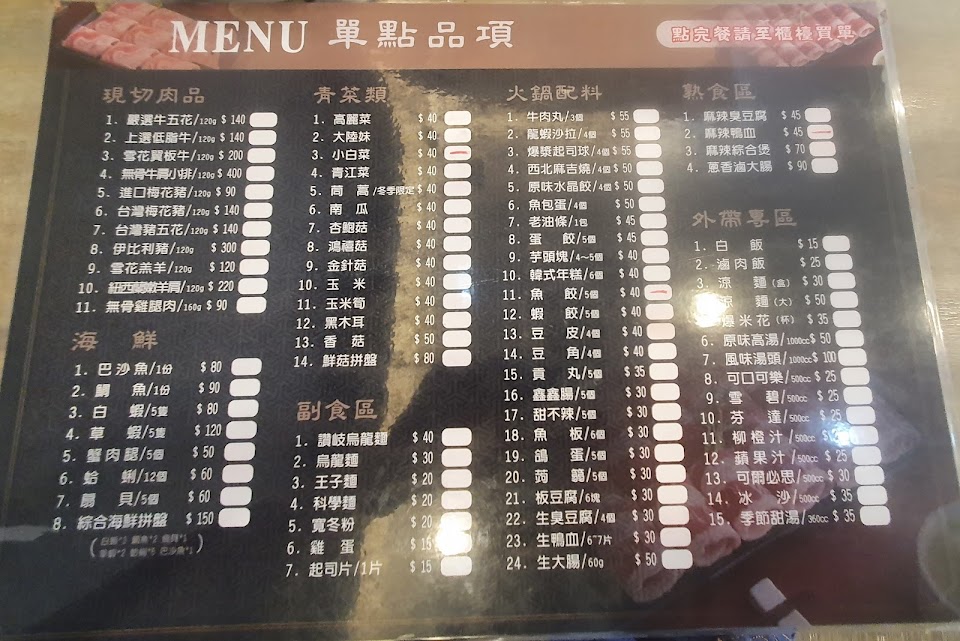 MENU 單點品項
點完餐請至櫃檯買單
現切肉品
1. 嚴選牛五花/120g $ 140
2. 上選低脂牛/120g $ 140
3. 雪花翼板牛/120g $ 200
4. 無骨牛肩小排/120g $ 400
5. 進口梅花豬/120g $ 90
6. 台灣梅花豬/120g $ 140
7. 台灣豬五花/120g $ 140
8. 伊比利豬/120g $ 300
9. 雪花羔羊/120g $ 120
10. 紐西蘭嫩羊肩/120g $ 220
11. 無骨雞腿肉/160g $ 90
海 鮮
1. 巴沙魚/1份 $ 80
2. 鯛 魚/1份 $ 90
3. 白 蝦/5隻 $ 80
4. 草 蝦/5隻 $ 120
5. 蟹肉腿/5個 $ 50
6. 蛤 蜊/12個 $ 60
7. 扇 貝/5個 $ 60
8. 綜合海鮮拼盤 $ 150
青菜類
1. 高麗菜 $ 40
2. 大陸妹 $ 40
3. 小白菜 $ 40
4. 青江菜 $ 40
5. 茼 蒿/冬季限定 $ 40
6. 南 瓜 $ 40
7. 杏鮑菇 $ 40
8. 鴻禧菇 $ 40
9. 金針菇 $ 40
10. 玉 米 $ 40
11. 玉米筍 $ 40
12. 黑木耳 $ 40
13. 香 菇 $ 50
14. 鮮菇拼盤 $ 80
副食區
1. 讚岐烏龍麵 $ 40
2. 烏龍麵 $ 30
3. 王子麵 $ 20
4. 科學麵 $ 20
5. 寬冬粉 $ 20
6. 雞 蛋 $ 15
7. 起司片/1片 $ 15
火鍋配料
1. 牛肉丸/3個 $ 55
2. 龍蝦沙拉/4個 $ 55
3. 爆漿起司球/4個 $ 55
4. 西北麻吉燒/4個 $ 50
5. 原味水晶餃/4個 $ 50
6. 魚包蛋/4個 $ 50
7. 老油條/1包 $ 45
8. 蛋 餃/5個 $ 45
9. 芋頭塊/4~5個 $ 40
10. 韓式年糕/6個 $ 40
11. 魚 餃/5個 $ 40
12. 蝦 餃/5個 $ 40
13. 豆 皮/4個 $ 40
14. 豆 角/4個 $ 40
15. 貢 丸/5個 $ 35
16. 鑫鑫腸/5個 $ 30
17. 甜不辣/5個 $ 30
18. 魚 板/6個 $ 30
19. 鴿 蛋/5個 $ 30
20. 蒟 蒻/5個 $ 30
21. 板豆腐/6塊 $ 30
22. 生臭豆腐/4個 $ 30
23. 生鴨血/6~7片 $ 30
24. 生大腸/60g $ 50
熟食區
1. 麻辣臭豆腐 $ 45
2. 麻辣鴨血 $ 45
3. 麻辣綜合煲 $ 70
4. 蔥香滷大腸 $ 90
外帶專區
1. 白 飯 $ 15
2. 滷肉飯 $ 25
3. 涼 麵(盒) $ 30
涼 麵(大) $ 50
爆米花(杯) $ 35
6. 原味高湯/1000cc $ 50
7. 風味湯頭/1000cc $ 100
8. 可口可樂/500cc $ 25
9. 雪 碧/500cc $ 25
10. 芬 達/500cc $ 25
11. 柳橙汁/500cc $ 25
12. 蘋果汁/500cc $ 25
13. 可爾必思/500cc $ 30
14. 冰 沙/500cc $ 35
15. 季節甜湯/360cc $ 35